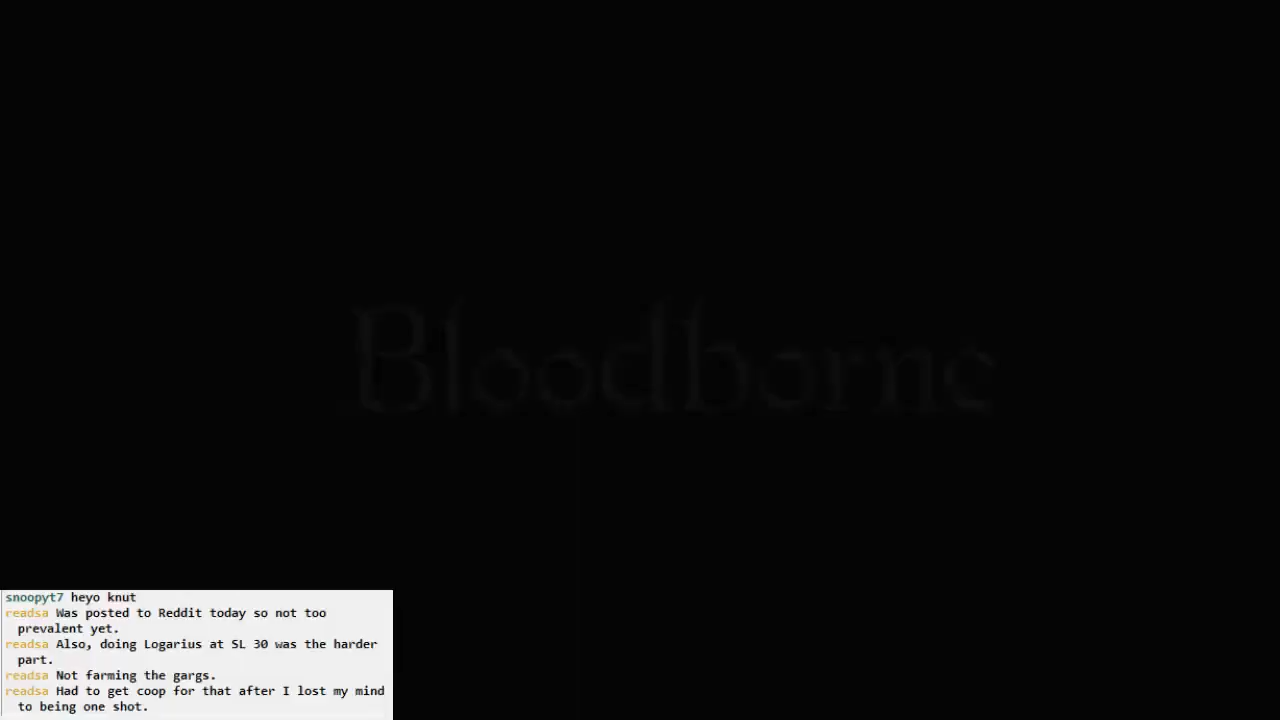 Bloodborne
snoopyt7 heyo knut
readsa Was posted to Reddit today so not too
prevalent yet.
readsa Also, doing Logarius at SL 30 was the harder
part.
readsa Not farming the gargs.
readsa Had to get coop for that after I lost my mind
to being one shot.